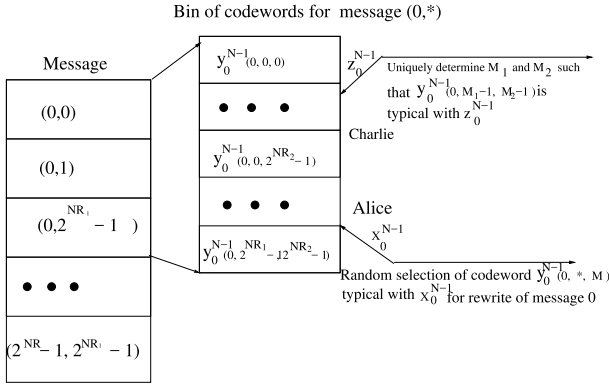 Bin of codewords for message (0,*)
Message
(0,0)
(0,1)
(0,2^{NR_1} − 1 )
● ● ●
(2^{NR} − 1, 2^{NR_1} − 1)
y_0^{N−1} (0, 0, 0)
● ● ●
y_0^{N−1} (0, 0, 2^{NR_2} − 1)
● ● ●
y_0^{N−1} (0, 2^{NR_1} − ,12^{NR_2} − 1)
z_0^{N−1}
Uniquely determine M_1 and M_2 such
that y_0^{N−1} (0, M_1−1, M_2−1 ) is
typical with z_0^{N−1}
Charlie
Alice
x_0^{N−1}
Random selection of codeword y_0^{N−1} (0, *, M)
typical with x_0^{N−1} for rewrite of message 0